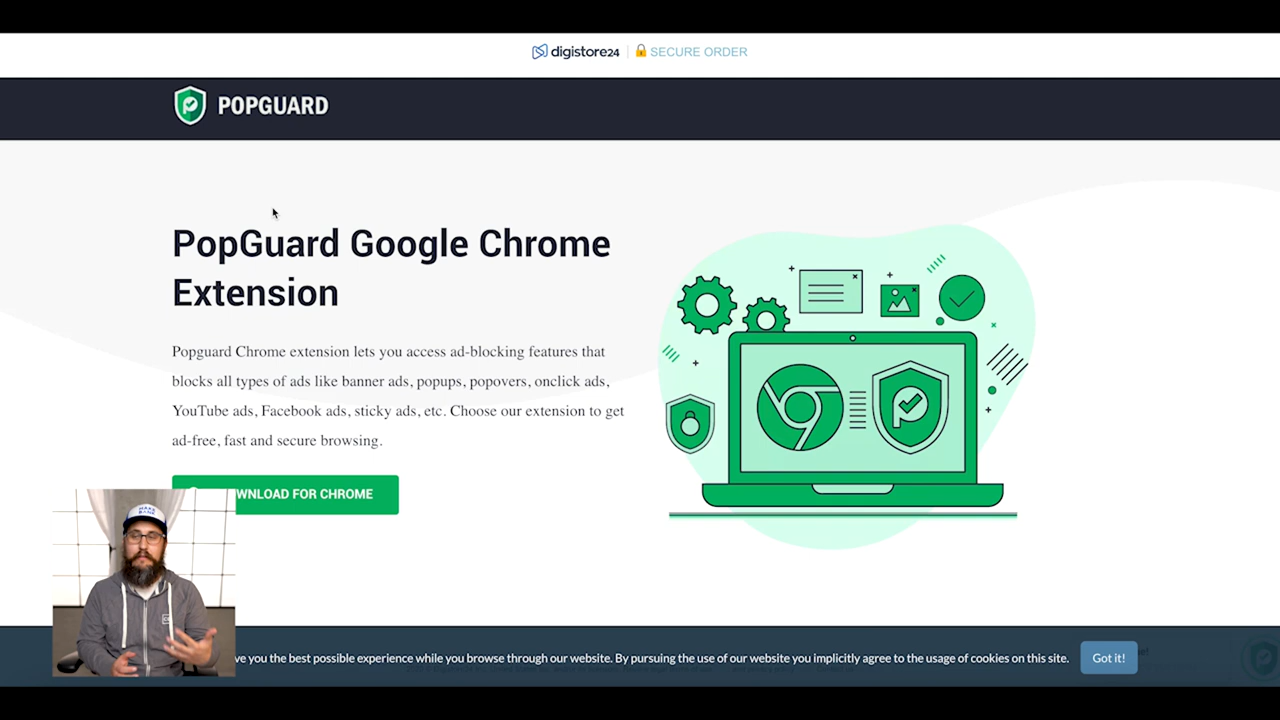 digistore24 SECURE ORDER
POPGUARD
PopGuard Google Chrome
Extension
Popguard Chrome extension lets you access ad-blocking features that
blocks all types of ads like banner ads, popups, popovers, onclick ads,
YouTube ads, Facebook ads, sticky ads, etc. Choose our extension to get
ad-free, fast and secure browsing.
WNLOAD FOR CHROME
MAKE
BANK
ve you the best possible experience while you browse through our website. By pursuing the use of our website you implicitly agree to the usage of cookies on this site.
Got it!